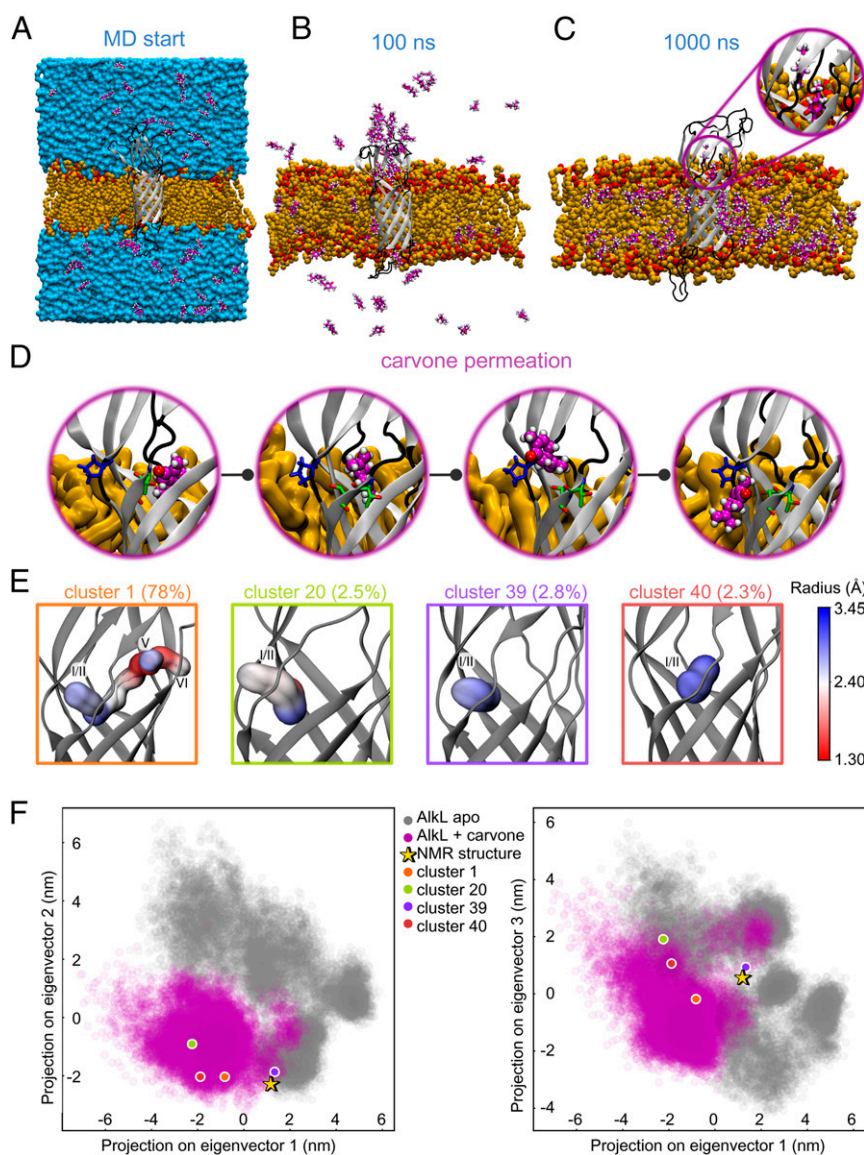 A
MD start
B
100 ns
C
1000 ns
D
carvone permeation
E
cluster 1 (78%)
cluster 20 (2.5%)
cluster 39 (2.8%)
cluster 40 (2.3%)
Radius (Å)
I/II
V
VI
I/II
I/II
I/II
3.45
2.40
1.30
F
Projection on eigenvector 2 (nm)
6
4
2
0
-2
-6
-4
-2
0
2
4
6
Projection on eigenvector 1 (nm)
AlkL apo
AlkL + carvone
NMR structure
cluster 1
cluster 20
cluster 39
cluster 40
Projection on eigenvector 3 (nm)
6
4
2
0
-2
-4
-6
-4
-2
0
2
4
6
Projection on eigenvector 1 (nm)